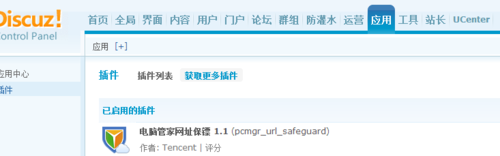 Discuz!
Control Panel
首页 全局 界面 内容 用户 门户 论坛 群组 防灌水 运营 应用 工具 站长 UCenter
应用 [+]
应用中心
插件
插件 插件列表 获取更多插件
已启用的插件
电脑管家网址保镖 1.1 (pcmgr_url_safeguard)
作者: Tencent | 评分